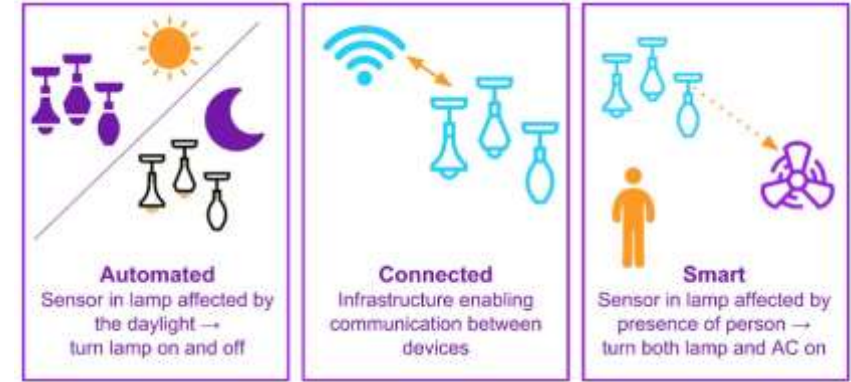 Automated
Sensor in lamp affected by
the daylight →
turn lamp on and off
Connected
Infrastructure enabling
communication between
devices
Smart
Sensor in lamp affected by
presence of person →
turn both lamp and AC on